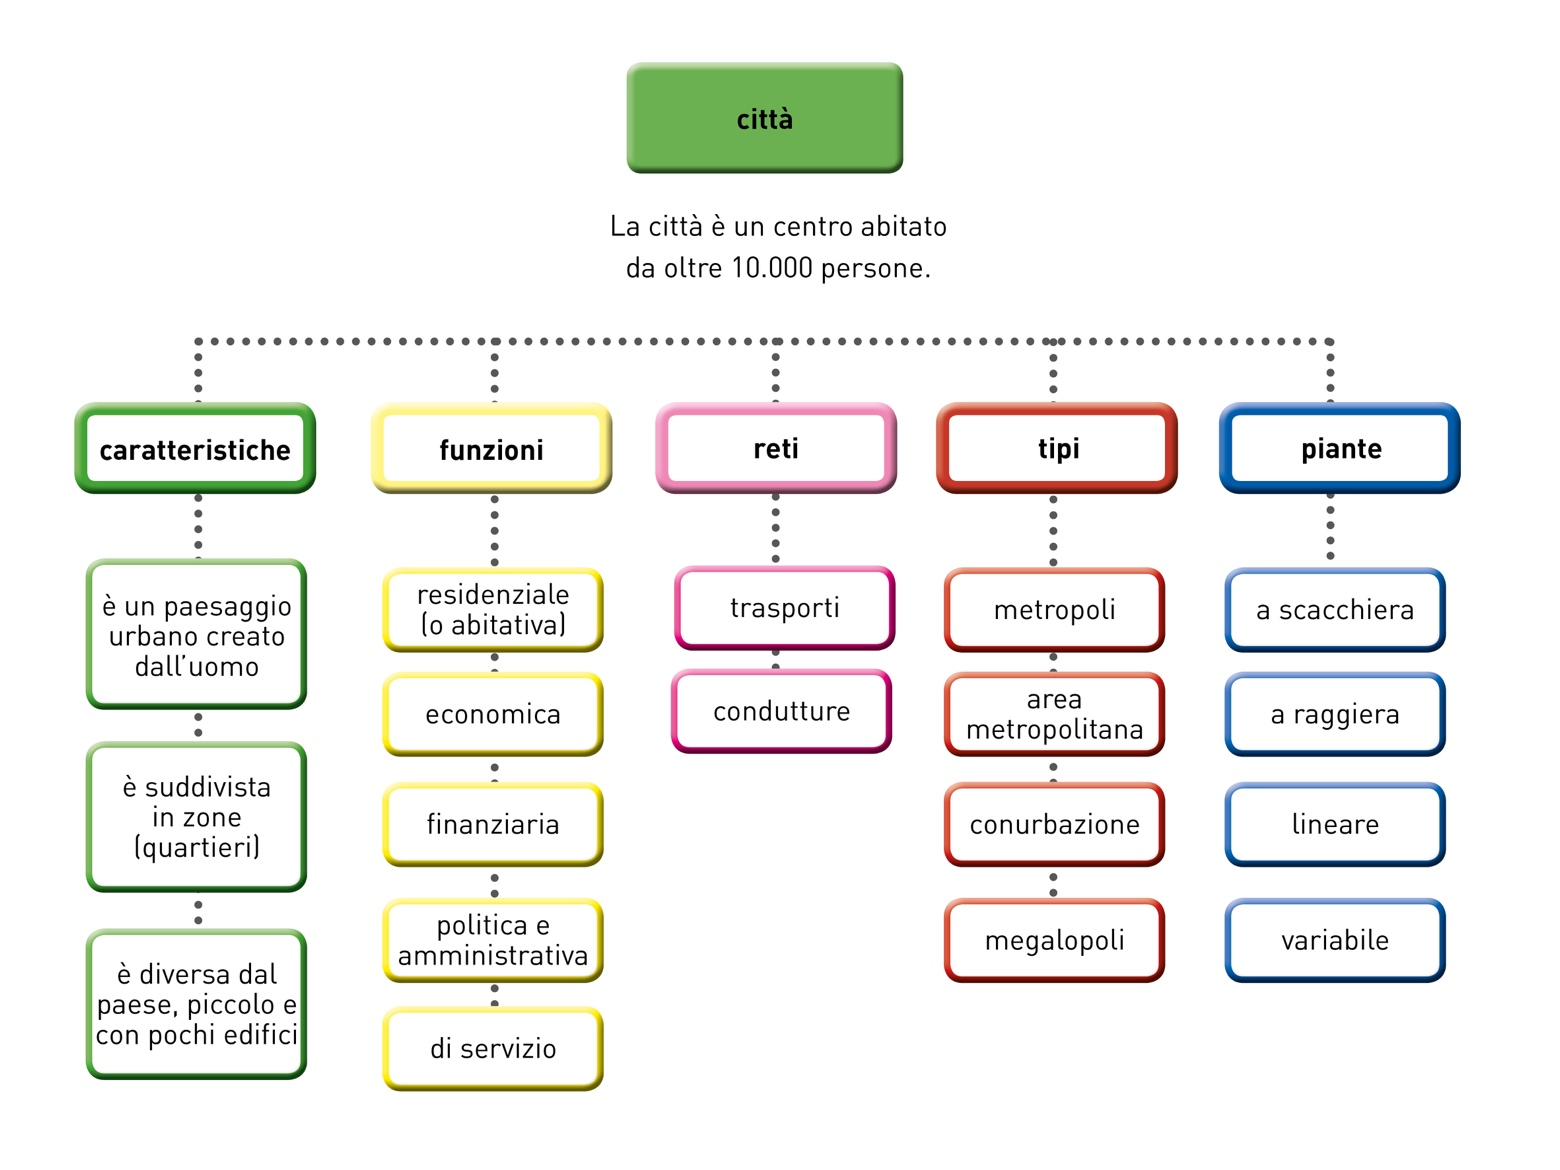 città
La città è un centro abitato
da oltre 10.000 persone.
caratteristiche
è un paesaggio
urbano creato
dall'uomo
è suddivista
in zone
(quartieri)
è diversa dal
paese, piccolo e
con pochi edifici
funzioni
residenziale
(o abitativa)
economica
finanziaria
politica e
amministrativa
di servizio
reti
trasporti
condutture
tipi
metropoli
area
metropolitana
conurbazione
megalopoli
piante
a scacchiera
a raggiera
lineare
variabile